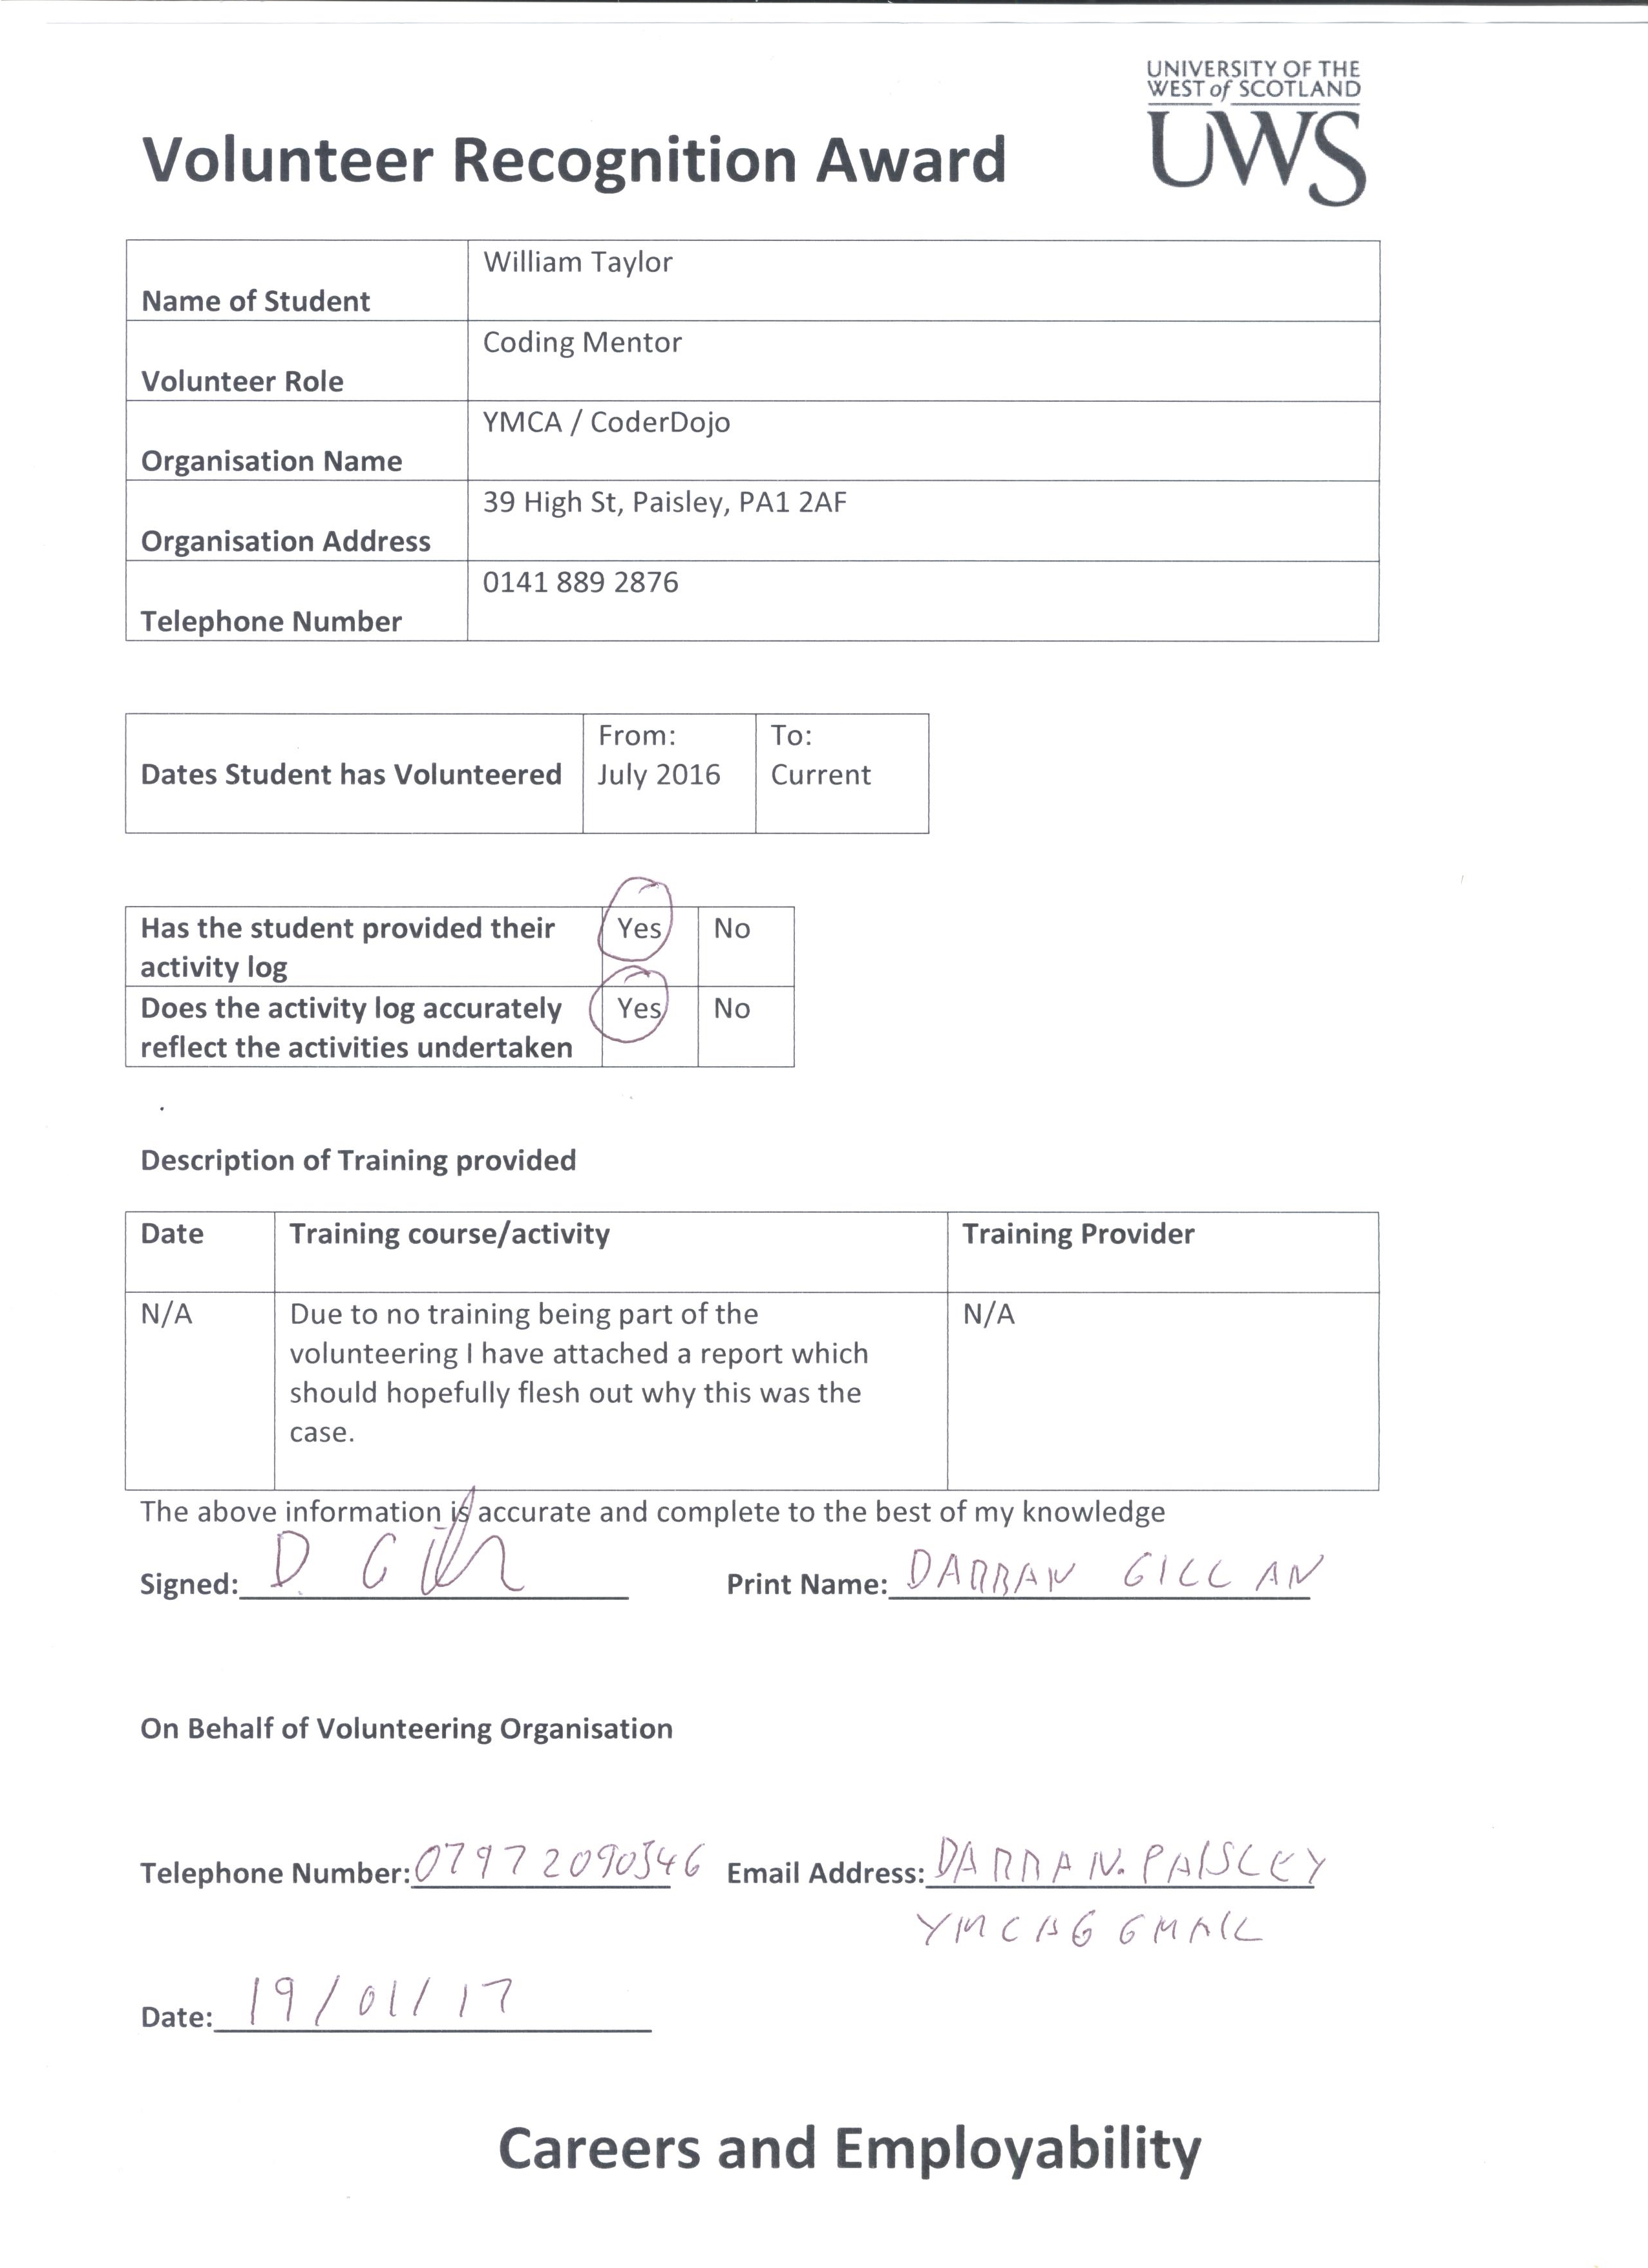 UNIVERSITY OF THE
WEST of SCOTLAND
UWS
Volunteer Recognition Award
Name of Student William Taylor
Volunteer Role Coding Mentor
Organisation Name YMCA / CoderDojo
Organisation Address 39 High St, Paisley, PA1 2AF
Telephone Number 0141 889 2876
Dates Student has Volunteered From: July 2016 To: Current
Has the student provided their Yes No
activity log
Does the activity log accurately Yes No
reflect the activities undertaken
Description of Training provided
Date Training course/activity Training Provider
N/A Due to no training being part of the N/A
volunteering I have attached a report which
should hopefully flesh out why this was the
case.
The above information is accurate and complete to the best of my knowledge
Signed: D. Print Name: DARRAN GILLAN
On Behalf of Volunteering Organisation
Telephone Number: 07972090346 Email Address: DARRAN.PAISLEY
YMCA@GMAIL
Date: 19/01/17
Careers and Employability